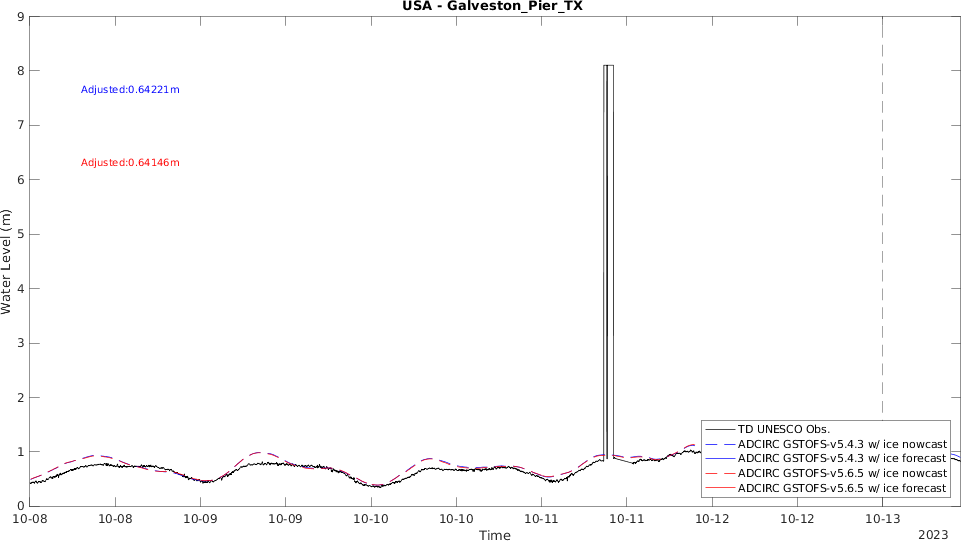 USA - Galveston_Pier_TX
9
8
7
6
5
4
3
2
1
0
Water Level (m)
Adjusted:0.64221m
Adjusted:0.64146m
TD UNESCO Obs.
ADCIRC GSTOFS-v5.4.3 w/ ice nowcast
ADCIRC GSTOFS-v5.4.3 w/ ice forecast
ADCIRC GSTOFS-v5.6.5 w/ ice nowcast
ADCIRC GSTOFS-v5.6.5 w/ ice forecast
10-08 10-08 10-09 10-09 10-10 10-10 10-11 10-11 10-12 10-12 10-13
Time
2023